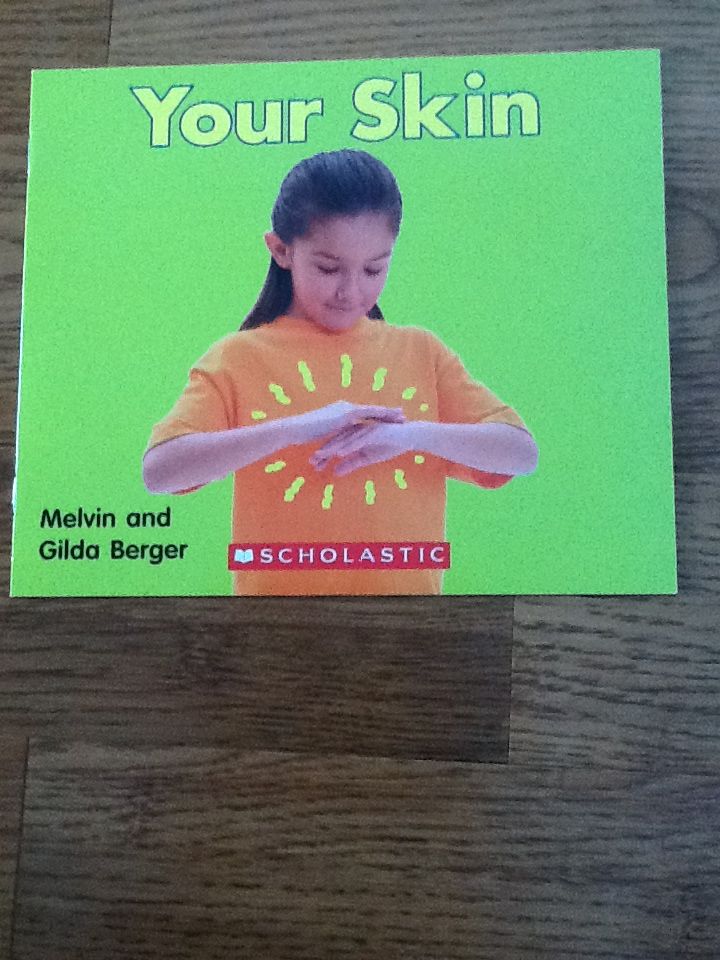 Your Skin
Melvin and
Gilda Berger
SCHOLASTIC